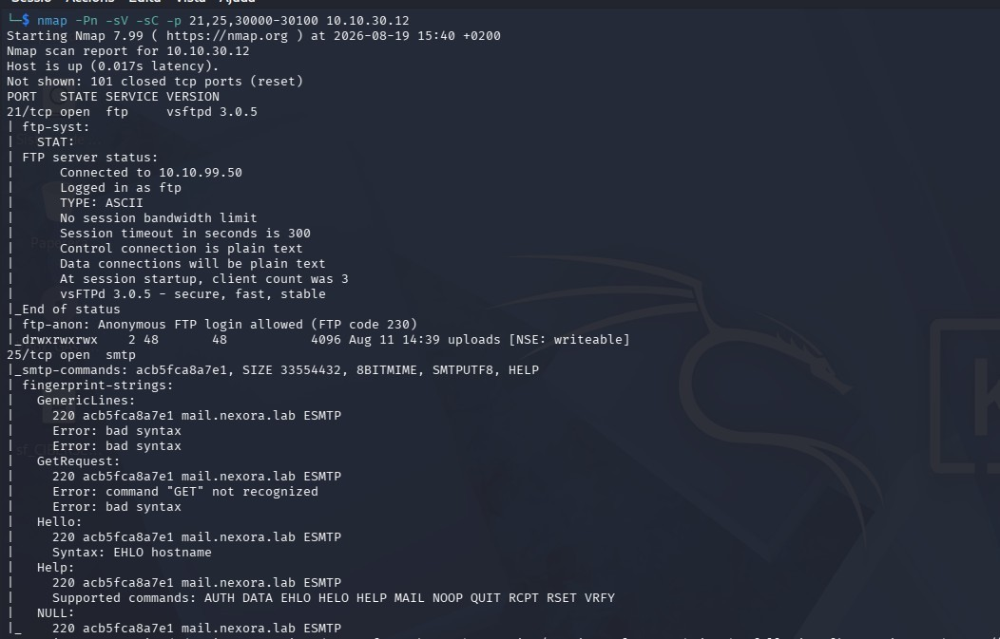 └─$ nmap -Pn -sV -sC -p 21,25,30000-30100 10.10.30.12
Starting Nmap 7.99 ( https://nmap.org ) at 2026-08-19 15:40 +0200
Nmap scan report for 10.10.30.12
Host is up (0.017s latency).
Not shown: 101 closed tcp ports (reset)
PORT   STATE SERVICE VERSION
21/tcp open  ftp     vsftpd 3.0.5
| ftp-syst:
|   STAT:
| FTP server status:
|      Connected to 10.10.99.50
|      Logged in as ftp
|      TYPE: ASCII
|      No session bandwidth limit
|      Session timeout in seconds is 300
|      Control connection is plain text
|      Data connections will be plain text
|      At session startup, client count was 3
|      vsFTPd 3.0.5 - secure, fast, stable
|_End of status
| ftp-anon: Anonymous FTP login allowed (FTP code 230)
|_drwxrwxrwx    2 48       48           4096 Aug 11 14:39 uploads [NSE: writeable]
25/tcp open  smtp
|_smtp-commands: acb5fca8a7e1, SIZE 33554432, 8BITMIME, SMTPUTF8, HELP
| fingerprint-strings:
|   GenericLines:
|     220 acb5fca8a7e1 mail.nexora.lab ESMTP
|     Error: bad syntax
|     Error: bad syntax
|   GetRequest:
|     220 acb5fca8a7e1 mail.nexora.lab ESMTP
|     Error: command "GET" not recognized
|     Error: bad syntax
|   Hello:
|     220 acb5fca8a7e1 mail.nexora.lab ESMTP
|     Syntax: EHLO hostname
|   Help:
|     220 acb5fca8a7e1 mail.nexora.lab ESMTP
|     Supported commands: AUTH DATA EHLO HELO HELP MAIL NOOP QUIT RCPT RSET VRFY
|   NULL:
|_    220 acb5fca8a7e1 mail.nexora.lab ESMTP